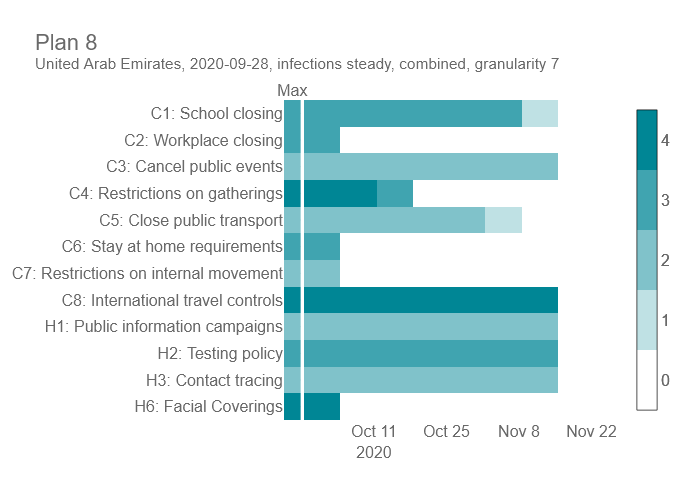 Plan 8
United Arab Emirates, 2020-09-28, infections steady, combined, granularity 7
Max
C1: School closing
C2: Workplace closing
C3: Cancel public events
C4: Restrictions on gatherings
C5: Close public transport
C6: Stay at home requirements
C7: Restrictions on internal movement
C8: International travel controls
H1: Public information campaigns
H2: Testing policy
H3: Contact tracing
H6: Facial Coverings
Oct 11 Oct 25 Nov 8 Nov 22
2020
4
3
2
1
0